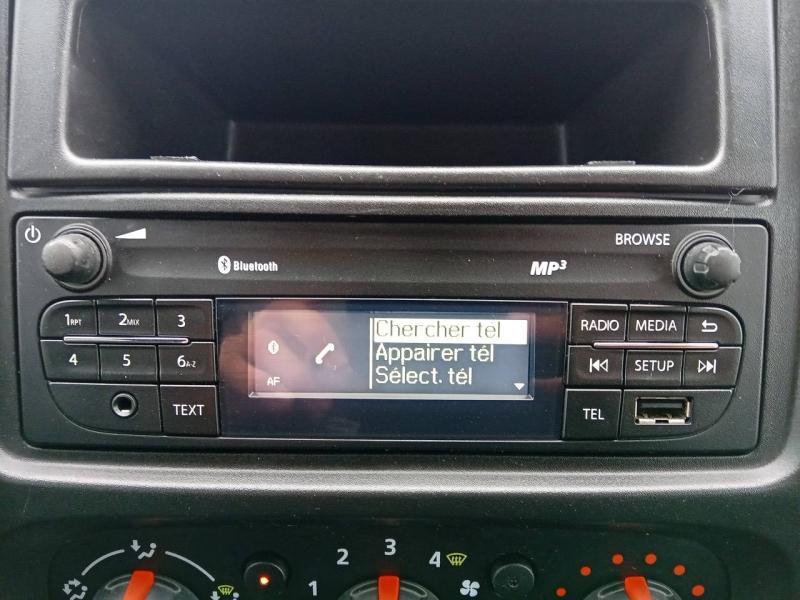 BROWSE
Bluetooth
MP3
1RPT 2MIX 3
Chercher tél
RADIO MEDIA
Appairer tél
4 5 6A-Z
SETUP
Sélect. tél
AF
TEXT
TEL
1 2 3 4